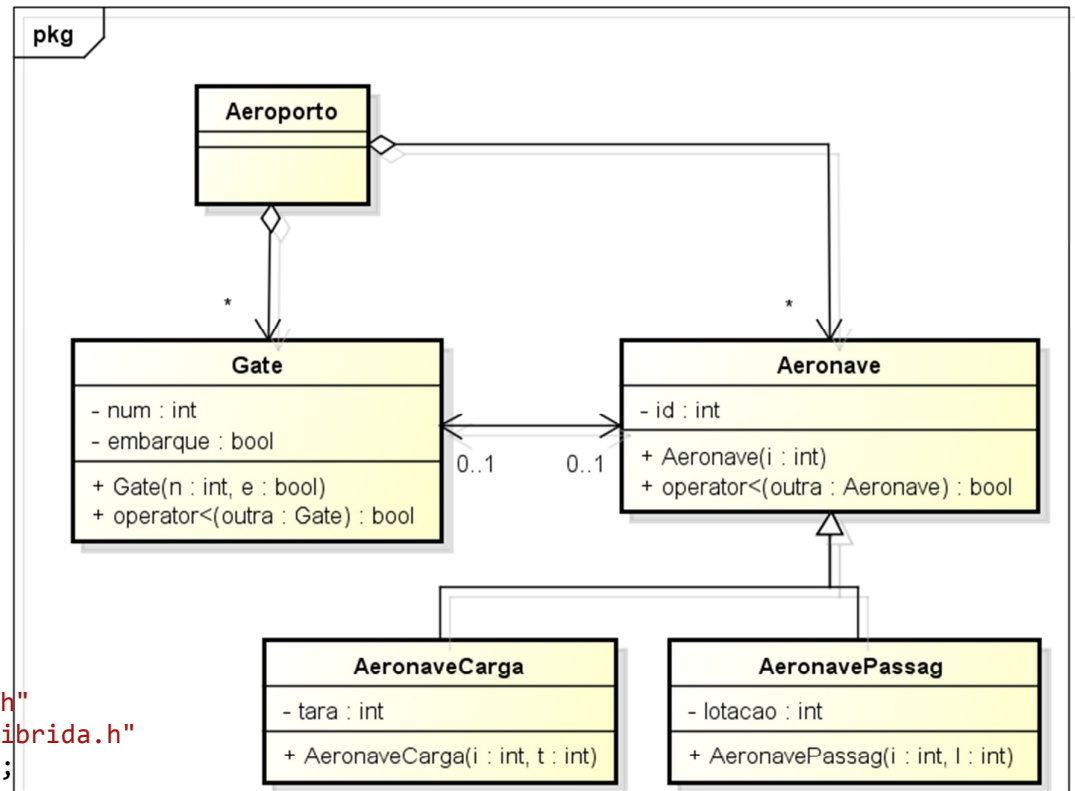 pkg
Aeroporto
*
*
Gate
- num : int
- embarque : bool
+ Gate(n : int, e : bool)
+ operator<(outra : Gate) : bool
0..1
0..1
Aeronave
- id : int
+ Aeronave(i : int)
+ operator<(outra : Aeronave) : bool
AeronaveCarga
- tara : int
+ AeronaveCarga(i : int, t : int)
AeronavePassag
- lotacao : int
+ AeronavePassag(i : int, l : int)
h"
ibrida.h"
;